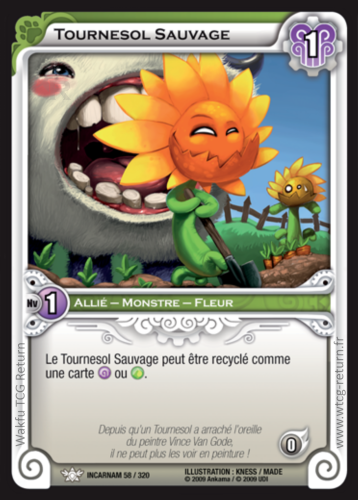 Tournesol Sauvage
1
Nv 1 Allié – Monstre – Fleur
Le Tournesol Sauvage peut être recyclé comme
une carte ou .
Depuis qu'un Tournesol a arraché l'oreille
du peintre Vince Van Gode,
il ne peut plus les voir en peinture !
0
INCARNAM 58 / 320
ILLUSTRATION : KNESS / MADE
© 2009 Ankama / © 2009 UDI
Wakfu TCG Return
www.wtcg-return.fr